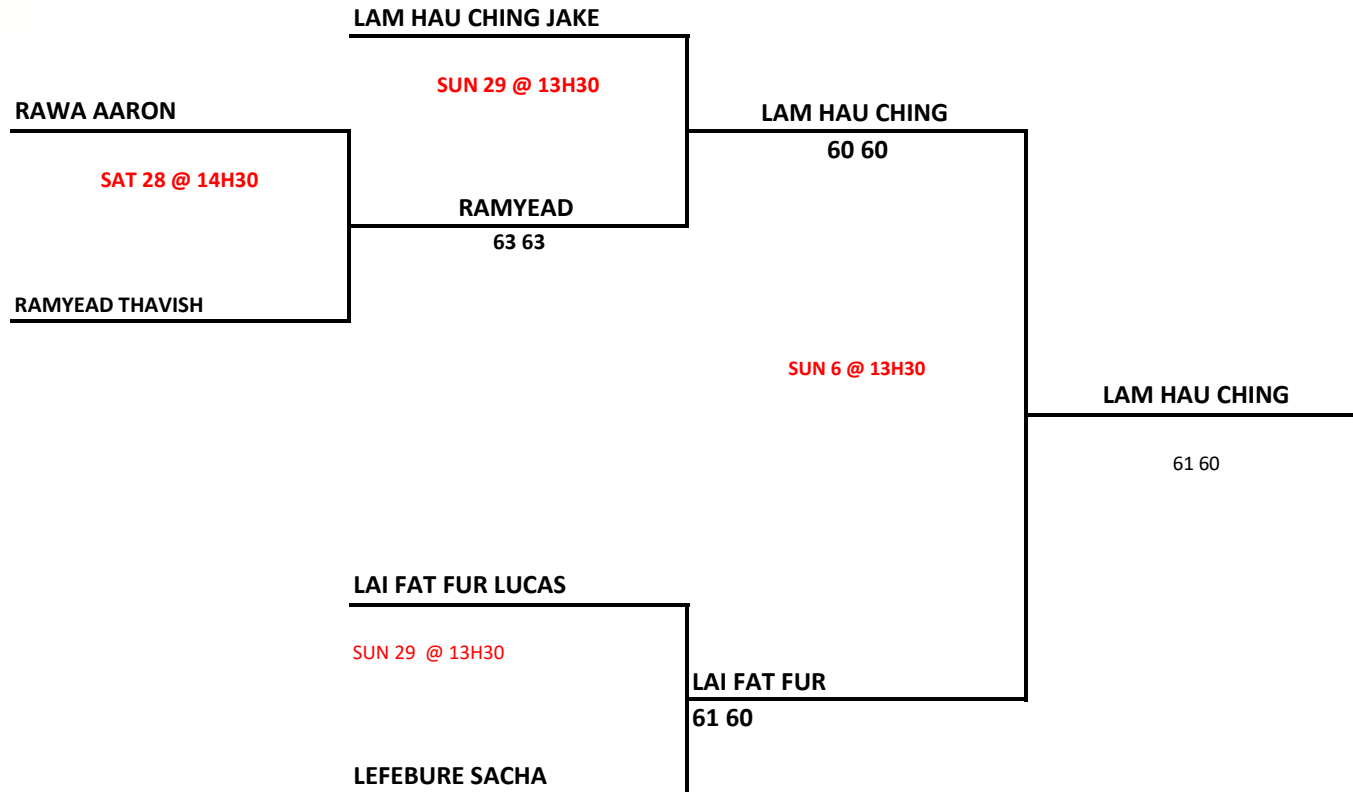 LAM HAU CHING JAKE
SUN 29 @ 13H30
RAWA AARON
LAM HAU CHING
60 60
SAT 28 @ 14H30
RAMYEAD
63 63
RAMYEAD THAVISH
SUN 6 @ 13H30
LAM HAU CHING
61 60
LAI FAT FUR LUCAS
SUN 29 @ 13H30
LAI FAT FUR
61 60
LEFEBURE SACHA